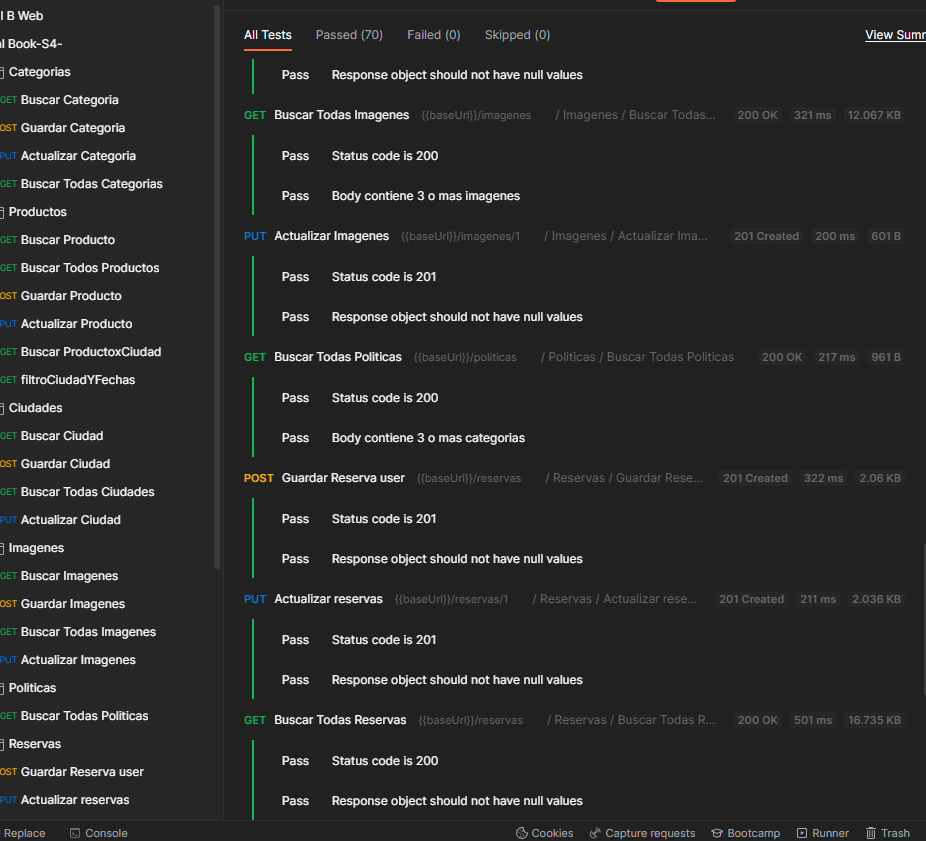 l B Web
al Book-S4-
Categorias
GET Buscar Categoria
OST Guardar Categoria
PUT Actualizar Categoria
GET Buscar Todas Categorias
Productos
GET Buscar Producto
GET Buscar Todos Productos
OST Guardar Producto
PUT Actualizar Producto
GET Buscar ProductoxCiudad
GET filtroCiudadYFechas
Ciudades
GET Buscar Ciudad
OST Guardar Ciudad
GET Buscar Todas Ciudades
PUT Actualizar Ciudad
Imagenes
GET Buscar Imagenes
OST Guardar Imagenes
GET Buscar Todas Imagenes
PUT Actualizar Imagenes
Politicas
GET Buscar Todas Politicas
Reservas
OST Guardar Reserva user
PUT Actualizar reservas
All Tests Passed (70) Failed (0) Skipped (0) View Summ
Pass Response object should not have null values
GET Buscar Todas Imagenes {{baseUrl}}/imagenes / Imagenes / Buscar Todas... 200 OK 321 ms 12.067 KB
Pass Status code is 200
Pass Body contiene 3 o mas imagenes
PUT Actualizar Imagenes {{baseUrl}}/imagenes/1 / Imagenes / Actualizar Ima... 201 Created 200 ms 601 B
Pass Status code is 201
Pass Response object should not have null values
GET Buscar Todas Politicas {{baseUrl}}/politicas / Politicas / Buscar Todas Politicas 200 OK 217 ms 961 B
Pass Status code is 200
Pass Body contiene 3 o mas categorias
POST Guardar Reserva user {{baseUrl}}/reservas / Reservas / Guardar Rese... 201 Created 322 ms 2.06 KB
Pass Status code is 201
Pass Response object should not have null values
PUT Actualizar reservas {{baseUrl}}/reservas/1 / Reservas / Actualizar rese... 201 Created 211 ms 2.036 KB
Pass Status code is 201
Pass Response object should not have null values
GET Buscar Todas Reservas {{baseUrl}}/reservas / Reservas / Buscar Todas R... 200 OK 501 ms 16.735 KB
Pass Status code is 200
Pass Response object should not have null values
Replace Console Cookies Capture requests Bootcamp Runner Trash